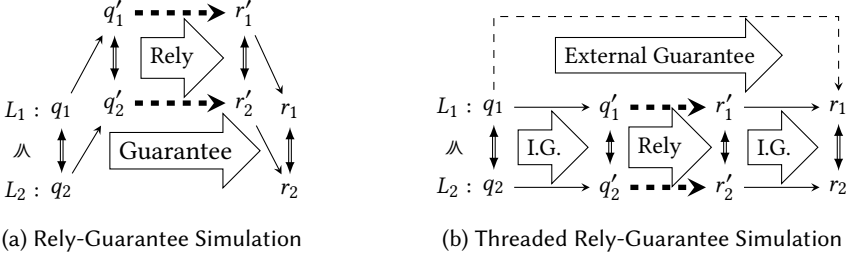 q′1 r′1
Rely
q′2 r′2
L1 : q1 r1
Guarantee
L2 : q2 r2
(a) Rely-Guarantee Simulation
External Guarantee
L1 : q1 q′1 r′1 r1
I.G. Rely I.G.
L2 : q2 q′2 r′2 r2
(b) Threaded Rely-Guarantee Simulation